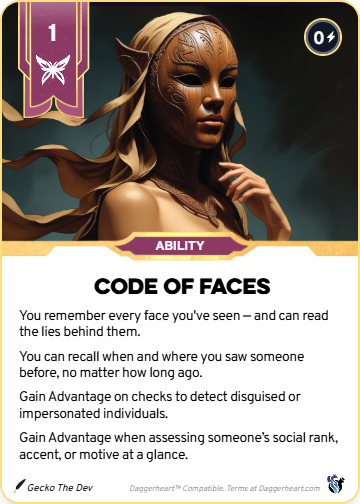 1
0
ABILITY
CODE OF FACES
You remember every face you've seen — and can read
the lies behind them.
You can recall when and where you saw someone
before, no matter how long ago.
Gain Advantage on checks to detect disguised or
impersonated individuals.
Gain Advantage when assessing someone's social rank,
accent, or motive at a glance.
Gecko The Dev
Daggerheart™ Compatible. Terms at Daggerheart.com